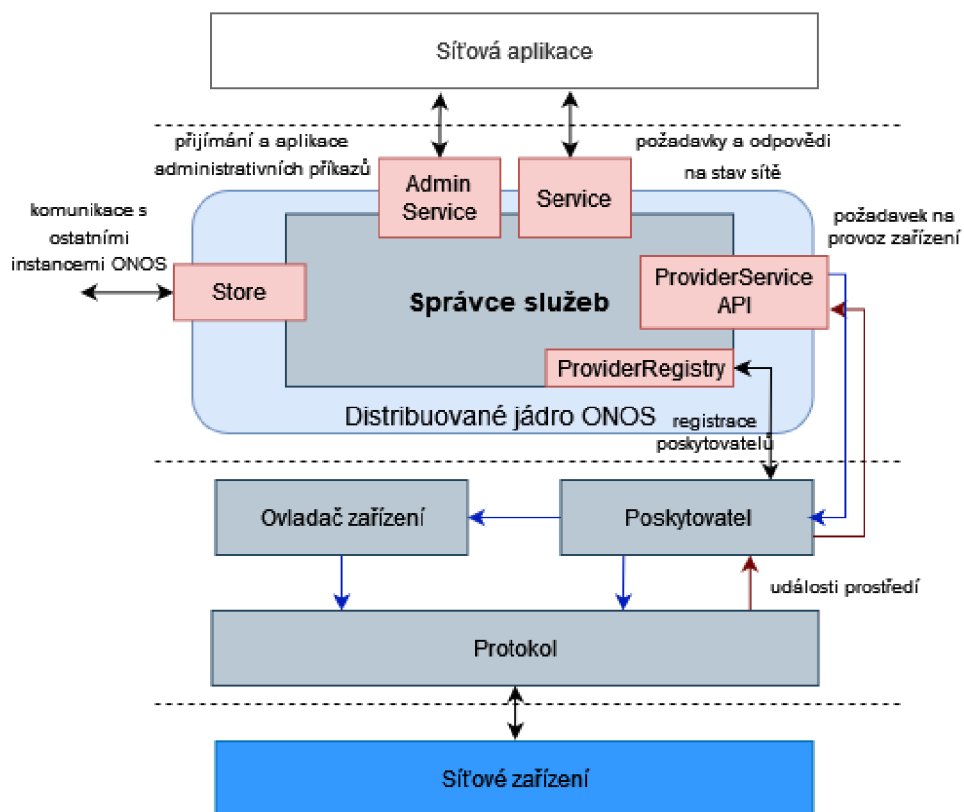 Síťová aplikace
přijímání a aplikace
administrativních příkazů
požadavky a odpovědi
na stav sítě
Admin
Service
Service
komunikace s
ostatními
instancemi ONOS
požadavek na
provoz zařízení
Store
Správce služeb
ProviderService
API
ProviderRegistry
Distribuované jádro ONOS
registrace
poskytovatelů
Ovladač zařízení
Poskytovatel
události prostředí
Protokol
Síťové zařízení